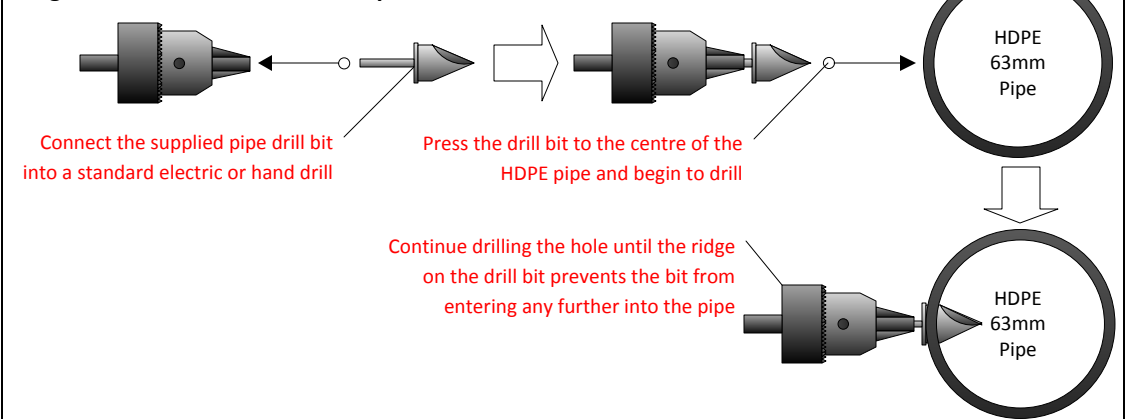 Connect the supplied pipe drill bit
into a standard electric or hand drill
Press the drill bit to the centre of the
HDPE pipe and begin to drill
HDPE
63mm
Pipe
Continue drilling the hole until the ridge
on the drill bit prevents the bit from
entering any further into the pipe
HDPE
63mm
Pipe